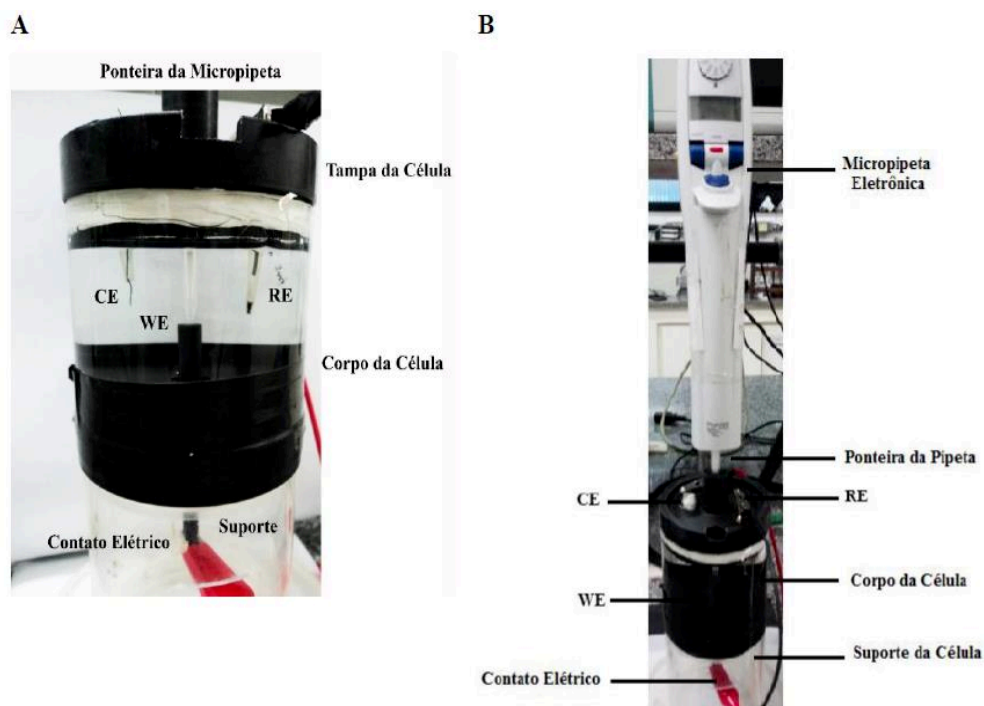 A
Ponteira da Micropipeta
Tampa da Célula
CE
RE
WE
Corpo da Célula
Suporte
Contato Elétrico
B
Micropipeta
Eletrônica
Ponteira da Pipeta
CE
RE
Corpo da Célula
WE
Suporte da Célula
Contato Elétrico